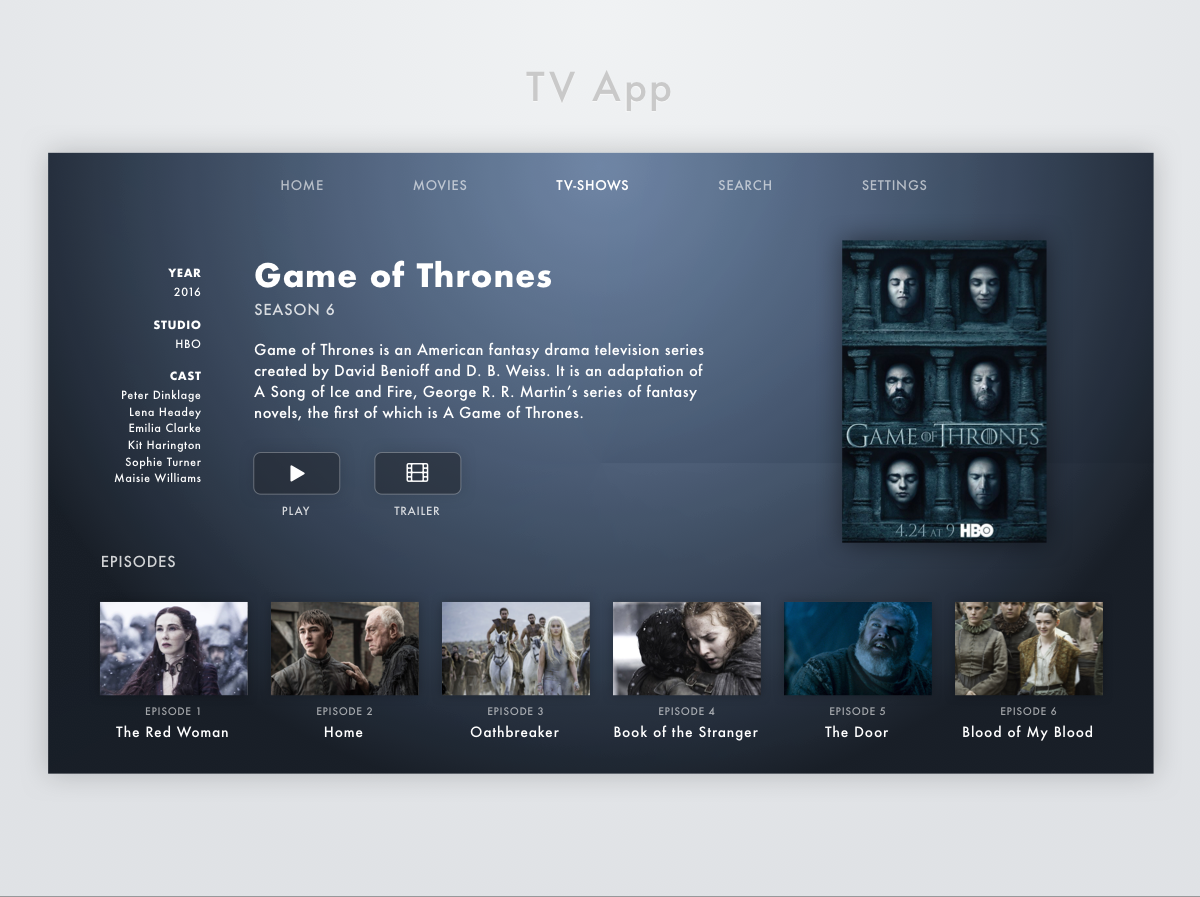 TV App
HOME
MOVIES
TV-SHOWS
SEARCH
SETTINGS
YEAR
2016
STUDIO
HBO
CAST
Peter Dinklage
Lena Headey
Emilia Clarke
Kit Harington
Sophie Turner
Maisie Williams
Game of Thrones
SEASON 6
Game of Thrones is an American fantasy drama television series
created by David Benioff and D. B. Weiss. It is an adaptation of
A Song of Ice and Fire, George R. R. Martin’s series of fantasy
novels, the first of which is A Game of Thrones.
PLAY
TRAILER
GAME OF THRONES
4.24 AT 9 HBO
EPISODES
EPISODE 1
The Red Woman
EPISODE 2
Home
EPISODE 3
Oathbreaker
EPISODE 4
Book of the Stranger
EPISODE 5
The Door
EPISODE 6
Blood of My Blood